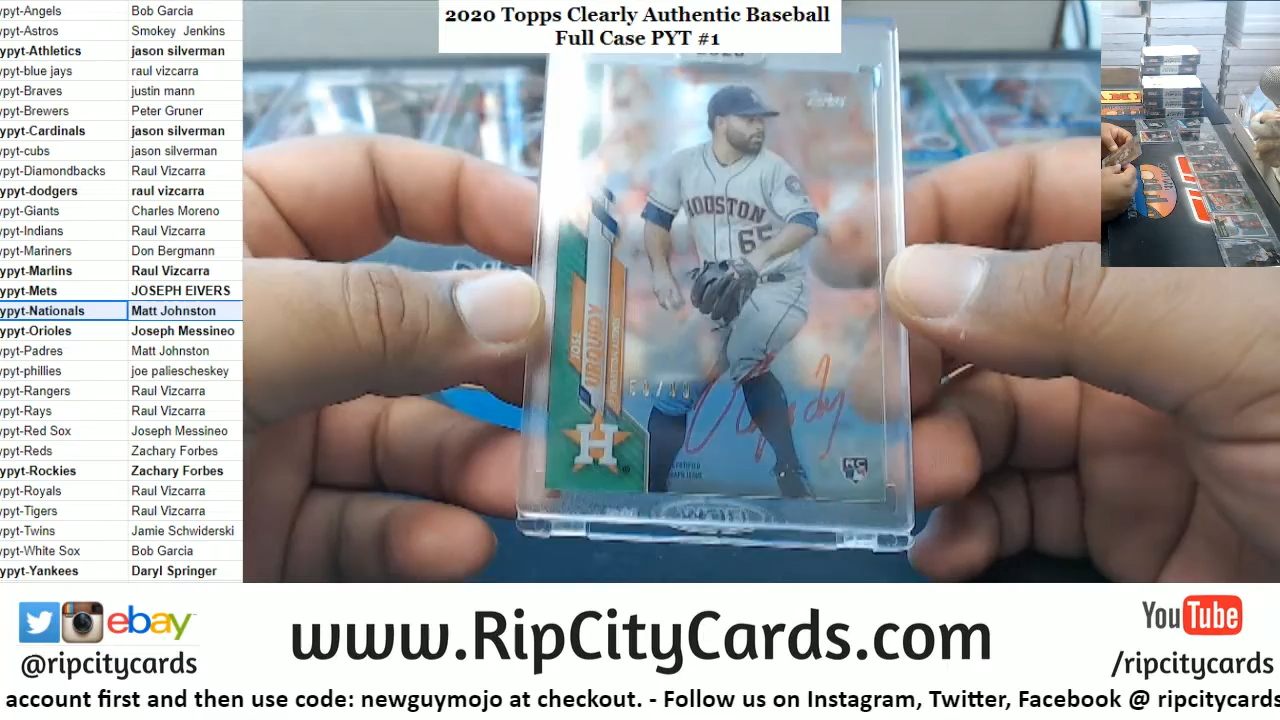 2020 Topps Clearly Authentic Baseball
Full Case PYT #1
ypyt-Angels Bob Garcia
ypyt-Astros Smokey Jenkins
ypyt-Athletics jason silverman
ypyt-blue jays raul vizcarra
ypyt-Braves justin mann
ypyt-Brewers Peter Gruner
ypyt-Cardinals jason silverman
ypyt-cubs jason silverman
ypyt-Diamondbacks Raul Vizcarra
ypyt-dodgers raul vizcarra
ypyt-Giants Charles Moreno
ypyt-Indians Raul Vizcarra
ypyt-Mariners Don Bergmann
ypyt-Marlins Raul Vizcarra
ypyt-Mets JOSEPH EIVERS
ypyt-Nationals Matt Johnston
ypyt-Orioles Joseph Messineo
ypyt-Padres Matt Johnston
ypyt-phillies joe paliescheskey
ypyt-Rangers Raul Vizcarra
ypyt-Rays Raul Vizcarra
ypyt-Red Sox Joseph Messineo
ypyt-Reds Zachary Forbes
ypyt-Rockies Zachary Forbes
ypyt-Royals Raul Vizcarra
ypyt-Tigers Raul Vizcarra
ypyt-Twins Jamie Schwiderski
ypyt-White Sox Bob Garcia
ypyt-Yankees Daryl Springer
Topps
HOUSTON
65
JOSE
URQUIDY
HOUSTON ASTROS
H
RC
ebay
@ripcitycards
www.RipCityCards.com
YouTube
/ripcitycards
account first and then use code: newguymojo at checkout. - Follow us on Instagram, Twitter, Facebook @ ripcitycards